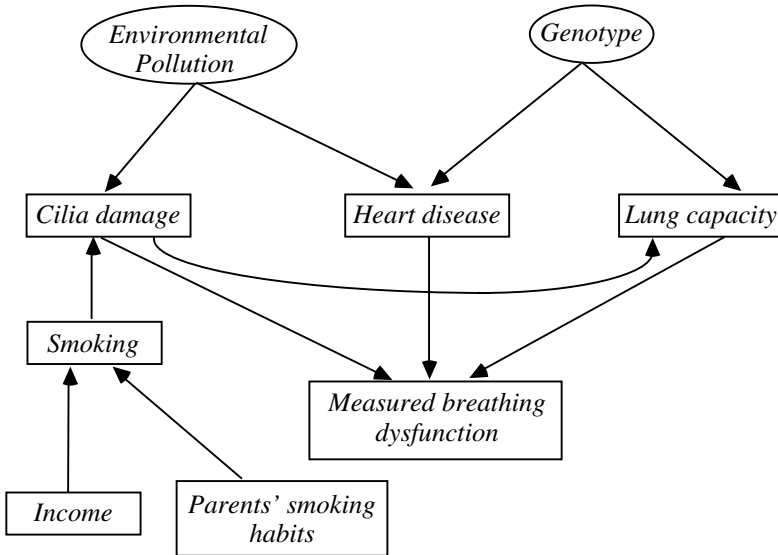 Environmental
Pollution
Genotype
Cilia damage
Heart disease
Lung capacity
Smoking
Measured breathing
dysfunction
Income
Parents’ smoking
habits